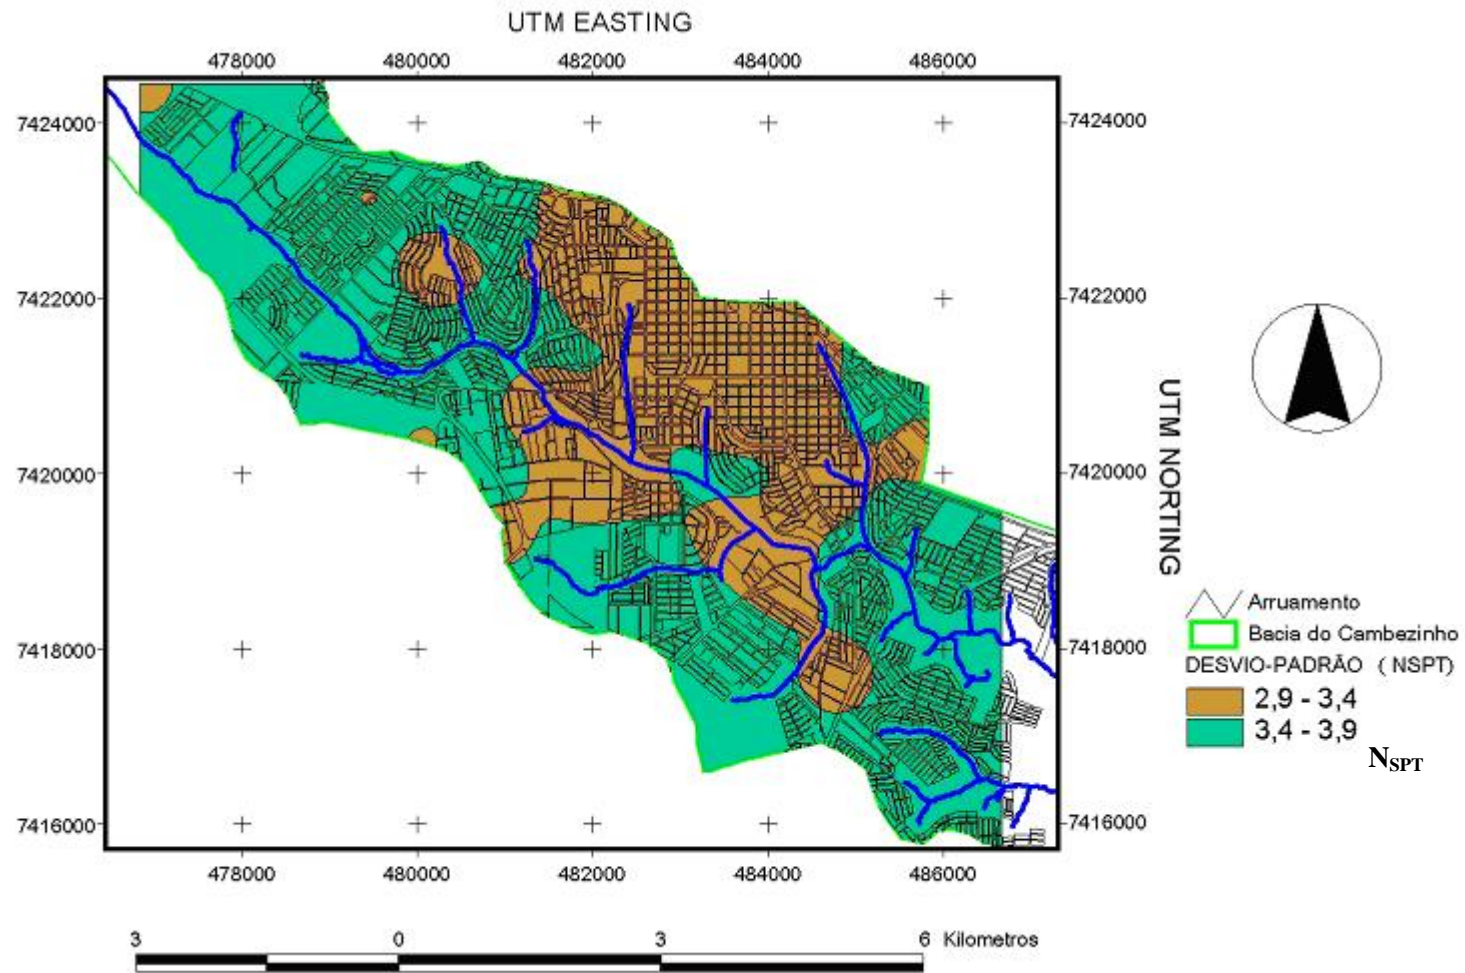 UTM EASTING
478000 480000 482000 484000 486000
7424000 7424000
7422000 7422000
7420000 7420000
7418000 7418000
7416000 7416000
478000 480000 482000 484000 486000
UTM NORTING
Arruamento
Bacia do Cambezinho
DESVIO-PADRÃO ( NSPT)
2,9 - 3,4
3,4 - 3,9
NSPT
3 0 3 6 Kilometros